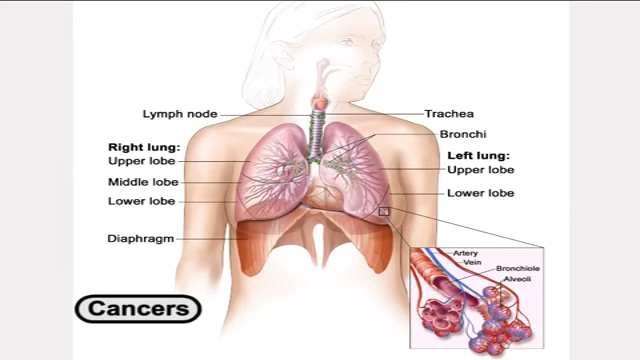 Lymph node
Trachea
Bronchi
Right lung:
Upper lobe
Middle lobe
Lower lobe
Left lung:
Upper lobe
Lower lobe
Diaphragm
Artery
Vein
Bronchiole
Alveoli
Cancers